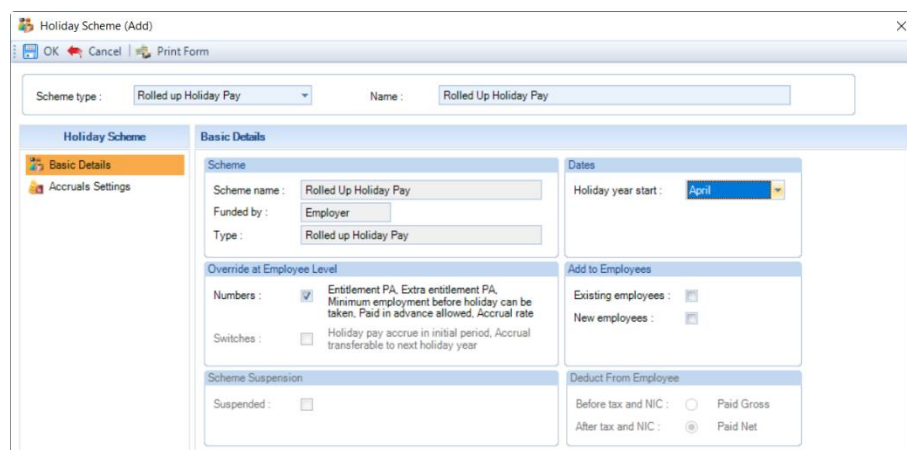 Holiday Scheme (Add)
OK Cancel Print Form
Scheme type : Rolled up Holiday Pay Name : Rolled Up Holiday Pay
Holiday Scheme
Basic Details
Accruals Settings
Basic Details
Scheme
Scheme name : Rolled Up Holiday Pay
Funded by : Employer
Type : Rolled up Holiday Pay
Dates
Holiday year start : April
Override at Employee Level
Numbers : Entitlement PA, Extra entitlement PA,
Minimum employment before holiday can be
taken, Paid in advance allowed, Accrual rate
Switches : Holiday pay accrue in initial period, Accrual
transferable to next holiday year
Add to Employees
Existing employees :
New employees :
Scheme Suspension
Suspended :
Deduct From Employee
Before tax and NIC : Paid Gross
After tax and NIC : Paid Net